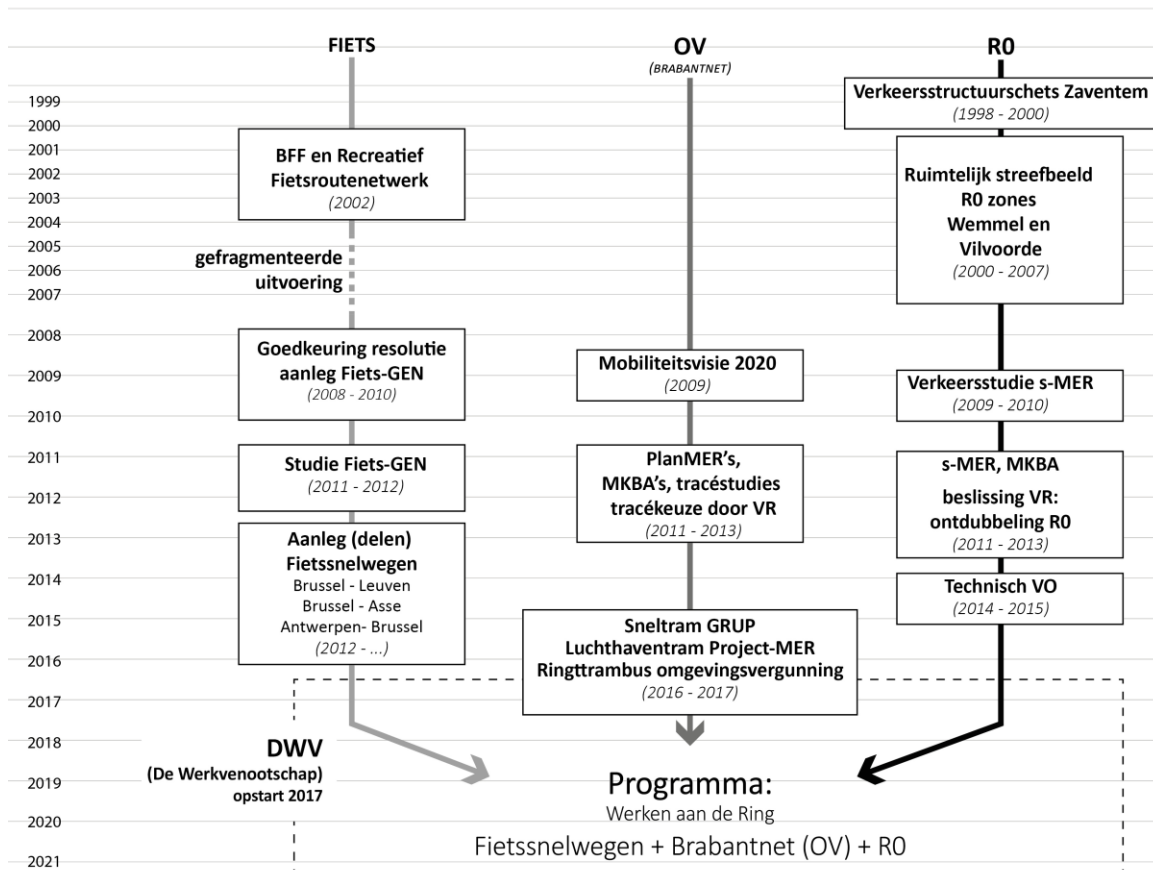 FIETS
OV
(BRABANTNET)
R0
1999
2000
2001
2002
2003
2004
2005
2006
2007
2008
2009
2010
2011
2012
2013
2014
2015
2016
2017
2018
2019
2020
2021
BFF en Recreatief
Fietsroutenetwerk
(2002)
gefragmenteerde
uitvoering
Goedkeuring resolutie
aanleg Fiets-GEN
(2008 - 2010)
Studie Fiets-GEN
(2011 - 2012)
Aanleg (delen)
Fietssnelwegen
Brussel - Leuven
Brussel - Asse
Antwerpen- Brussel
(2012 - ...)
Mobiliteitsvisie 2020
(2009)
PlanMER's,
MKBA's, tracéstudies
tracékeuze door VR
(2011 - 2013)
Sneltram GRUP
Luchthaventram Project-MER
Ringttrambus omgevingsvergunning
(2016 - 2017)
Verkeersstructuurschets Zaventem
(1998 - 2000)
Ruimtelijk streefbeeld
R0 zones
Wemmel en
Vilvoorde
(2000 - 2007)
Verkeersstudie s-MER
(2009 - 2010)
s-MER, MKBA
beslissing VR:
ontdubbeling R0
(2011 - 2013)
Technisch VO
(2014 - 2015)
DWV
(De Werkvenootschap)
opstart 2017
Programma:
Werken aan de Ring
Fietssnelwegen + Brabantnet (OV) + R0